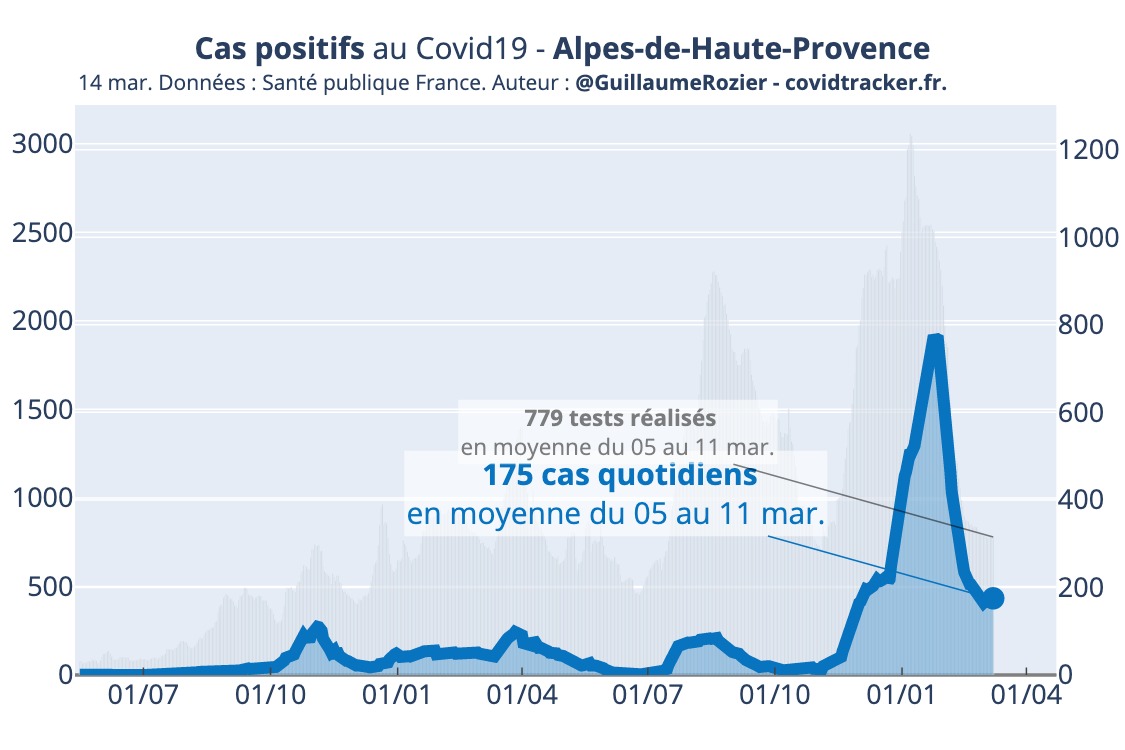 Cas positifs au Covid19 - Alpes-de-Haute-Provence
14 mar. Données : Santé publique France. Auteur : @GuillaumeRozier - covidtracker.fr.
3000
2500
2000
1500
1000
500
0
1200
1000
800
600
400
200
0
779 tests réalisés
en moyenne du 05 au 11 mar.
175 cas quotidiens
en moyenne du 05 au 11 mar.
01/07 01/10 01/01 01/04 01/07 01/10 01/01 01/04